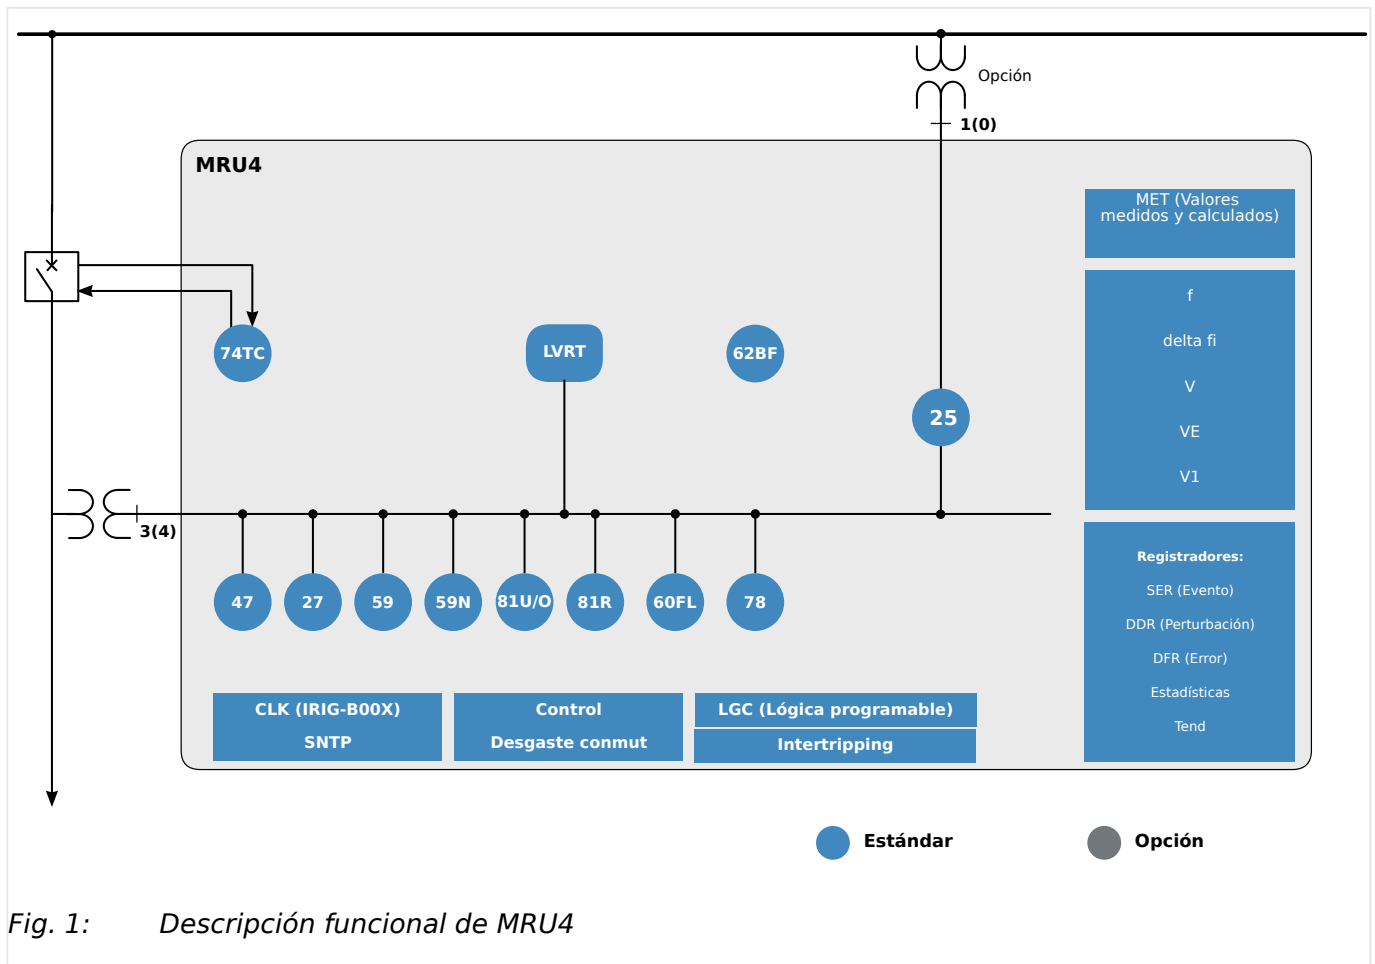 Opción
1(0)
MRU4
MET (Valores
medidos y calculados)
f
delta fi
V
VE
V1
74TC
LVRT
62BF
25
3(4)
47
27
59
59N
81U/O
81R
60FL
78
Registradores:
SER (Evento)
DDR (Perturbación)
DFR (Error)
Estadísticas
Tend
CLK (IRIG-B00X)
SNTP
Control
Desgaste conmut
LGC (Lógica programable)
Intertripping
Estándar
Opción
Fig. 1: Descripción funcional de MRU4